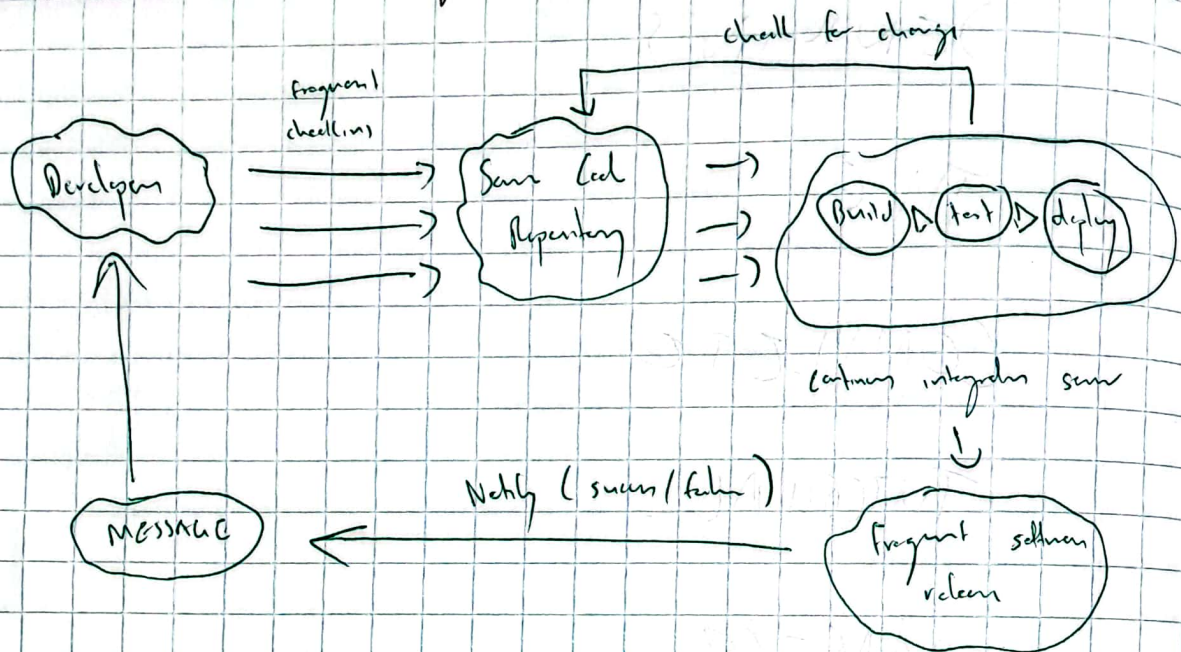 check for change
frequent
checkins
Developers
Source Code
Repository
Build
test
deploy
Continuous integration server
Notify (success/failure)
MESSAGE
frequent software
release